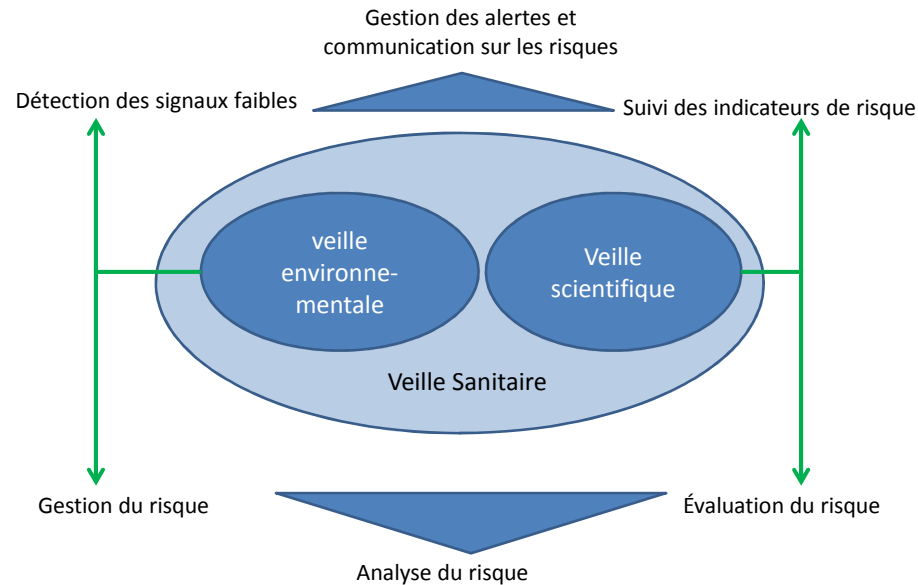 Gestion des alertes et
communication sur les risques
Détection des signaux faibles
Suivi des indicateurs de risque
veille
environne-
mentale
Veille
scientifique
Veille Sanitaire
Gestion du risque
Évaluation du risque
Analyse du risque